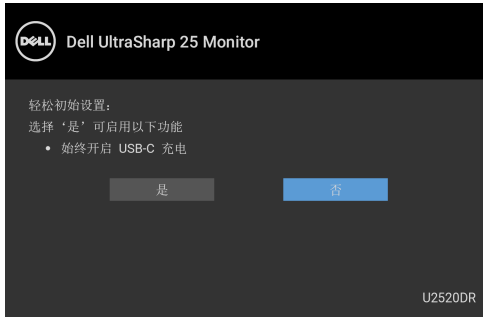 DELL
Dell UltraSharp 25 Monitor
轻松初始设置:
选择‘是’可启用以下功能
• 始终开启 USB-C 充电
是
否
U2520DR